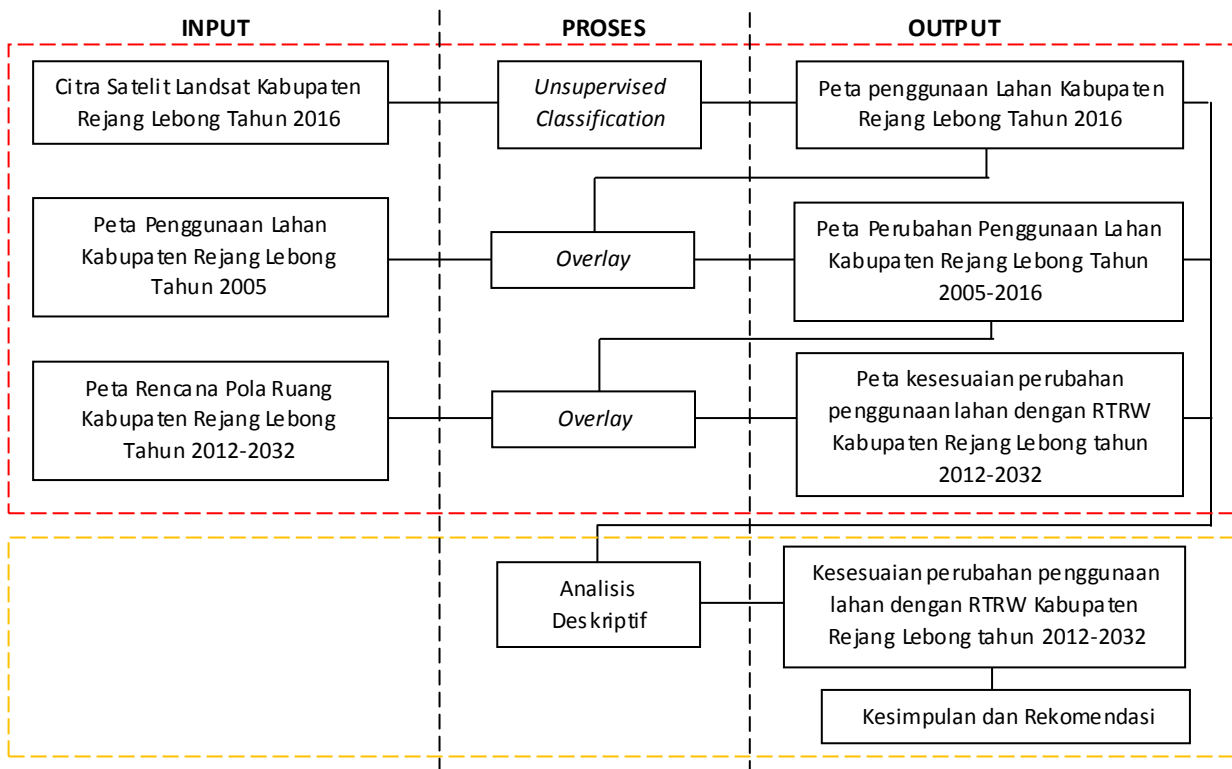 INPUT
PROSES
OUTPUT
Citra Satelit Landsat Kabupaten
Rejang Lebong Tahun 2016
Unsupervised
Classification
Peta penggunaan Lahan Kabupaten
Rejang Lebong Tahun 2016
Peta Penggunaan Lahan
Kabupaten Rejang Lebong
Tahun 2005
Overlay
Peta Perubahan Penggunaan Lahan
Kabupaten Rejang Lebong Tahun
2005-2016
Peta Rencana Pola Ruang
Kabupaten Rejang Lebong
Tahun 2012-2032
Overlay
Peta kesesuaian perubahan
penggunaan lahan dengan RTRW
Kabupaten Rejang Lebong tahun
2012-2032
Analisis
Deskriptif
Kesesuaian perubahan penggunaan
lahan dengan RTRW Kabupaten
Rejang Lebong tahun 2012-2032
Kesimpulan dan Rekomendasi